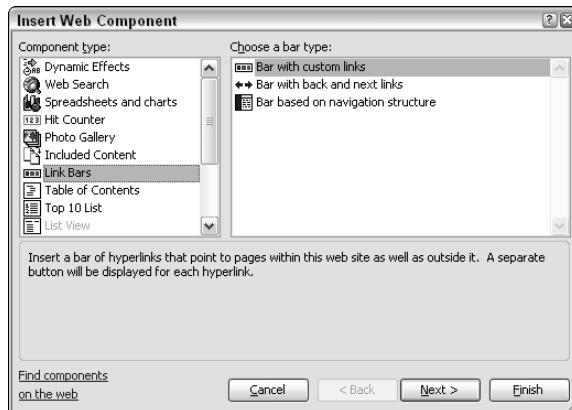 Insert Web Component
Component type:
Dynamic Effects
Web Search
Spreadsheets and charts
Hit Counter
Photo Gallery
Included Content
Link Bars
Table of Contents
Top 10 List
List View
Choose a bar type:
Bar with custom links
Bar with back and next links
Bar based on navigation structure
Insert a bar of hyperlinks that point to pages within this web site as well as outside it. A separate
button will be displayed for each hyperlink.
Find components
on the web
Cancel
< Back
Next >
Finish